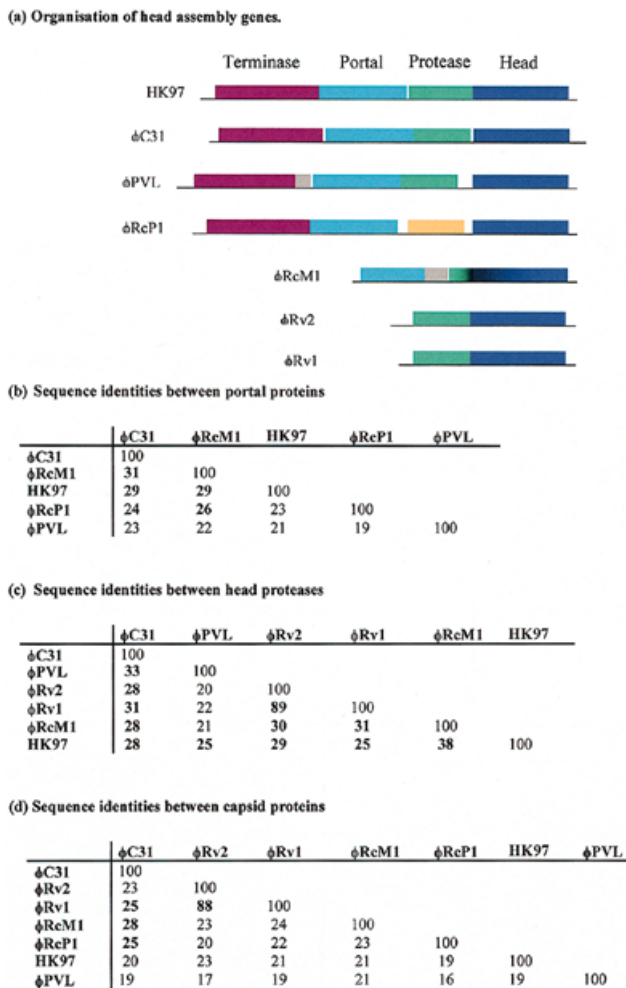 (a) Organisation of head assembly genes.
Terminase Portal Protease Head
HK97
ϕC31
ϕPVL
ϕRcP1
ϕRcM1
ϕRv2
ϕRv1
(b) Sequence identities between portal proteins
ϕC31 ϕRcM1 HK97 ϕRcP1 ϕPVL
ϕC31 100
ϕRcM1 31 100
HK97 29 29 100
ϕRcP1 24 26 23 100
ϕPVL 23 22 21 19 100
(c) Sequence identities between head proteases
ϕC31 ϕPVL ϕRv2 ϕRv1 ϕRcM1 HK97
ϕC31 100
ϕPVL 33 100
ϕRv2 28 20 100
ϕRv1 31 22 89 100
ϕRcM1 28 21 30 31 100
HK97 28 25 29 25 38 100
(d) Sequence identities between capsid proteins
ϕC31 ϕRv2 ϕRv1 ϕRcM1 ϕRcP1 HK97 ϕPVL
ϕC31 100
ϕRv2 23 100
ϕRv1 25 88 100
ϕRcM1 28 23 24 100
ϕRcP1 25 20 22 23 100
HK97 20 23 21 21 19 100
ϕPVL 19 17 19 21 16 19 100